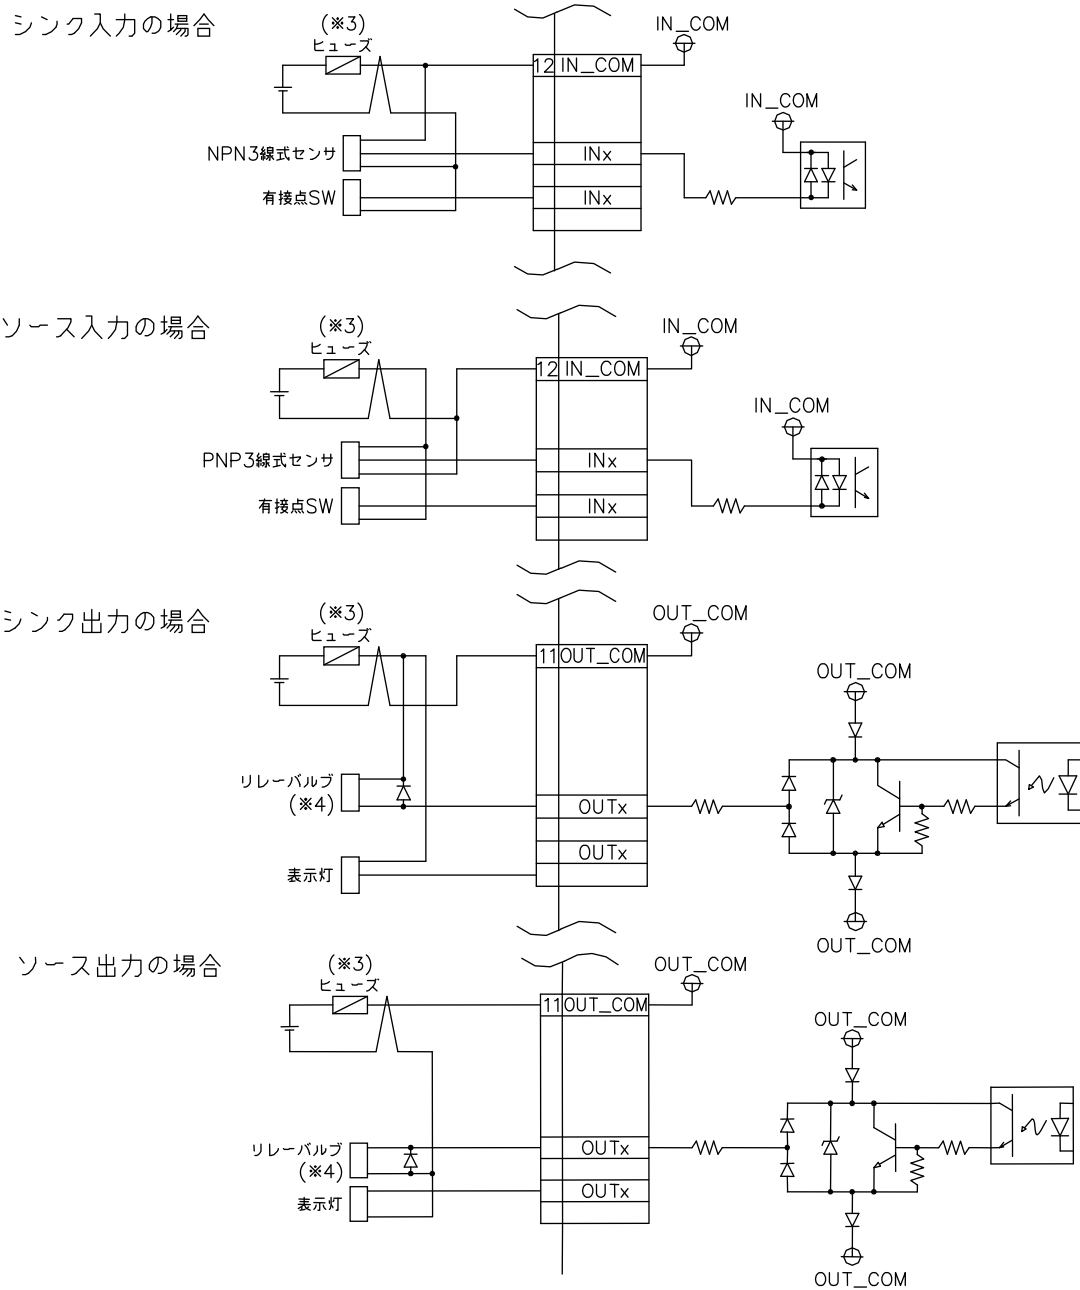 シンク入力の場合
(※3)
ヒューズ
IN_COM
12 IN_COM
IN_COM
NPN3線式センサ
INx
有接点SW
INx
ソース入力の場合
(※3)
ヒューズ
IN_COM
12 IN_COM
IN_COM
PNP3線式センサ
INx
有接点SW
INx
シンク出力の場合
(※3)
ヒューズ
OUT_COM
11 OUT_COM
OUT_COM
リレーバルブ
(※4)
OUTx
OUTx
表示灯
OUT_COM
ソース出力の場合
(※3)
ヒューズ
OUT_COM
11 OUT_COM
OUT_COM
リレーバルブ
(※4)
OUTx
表示灯
OUTx
OUT_COM